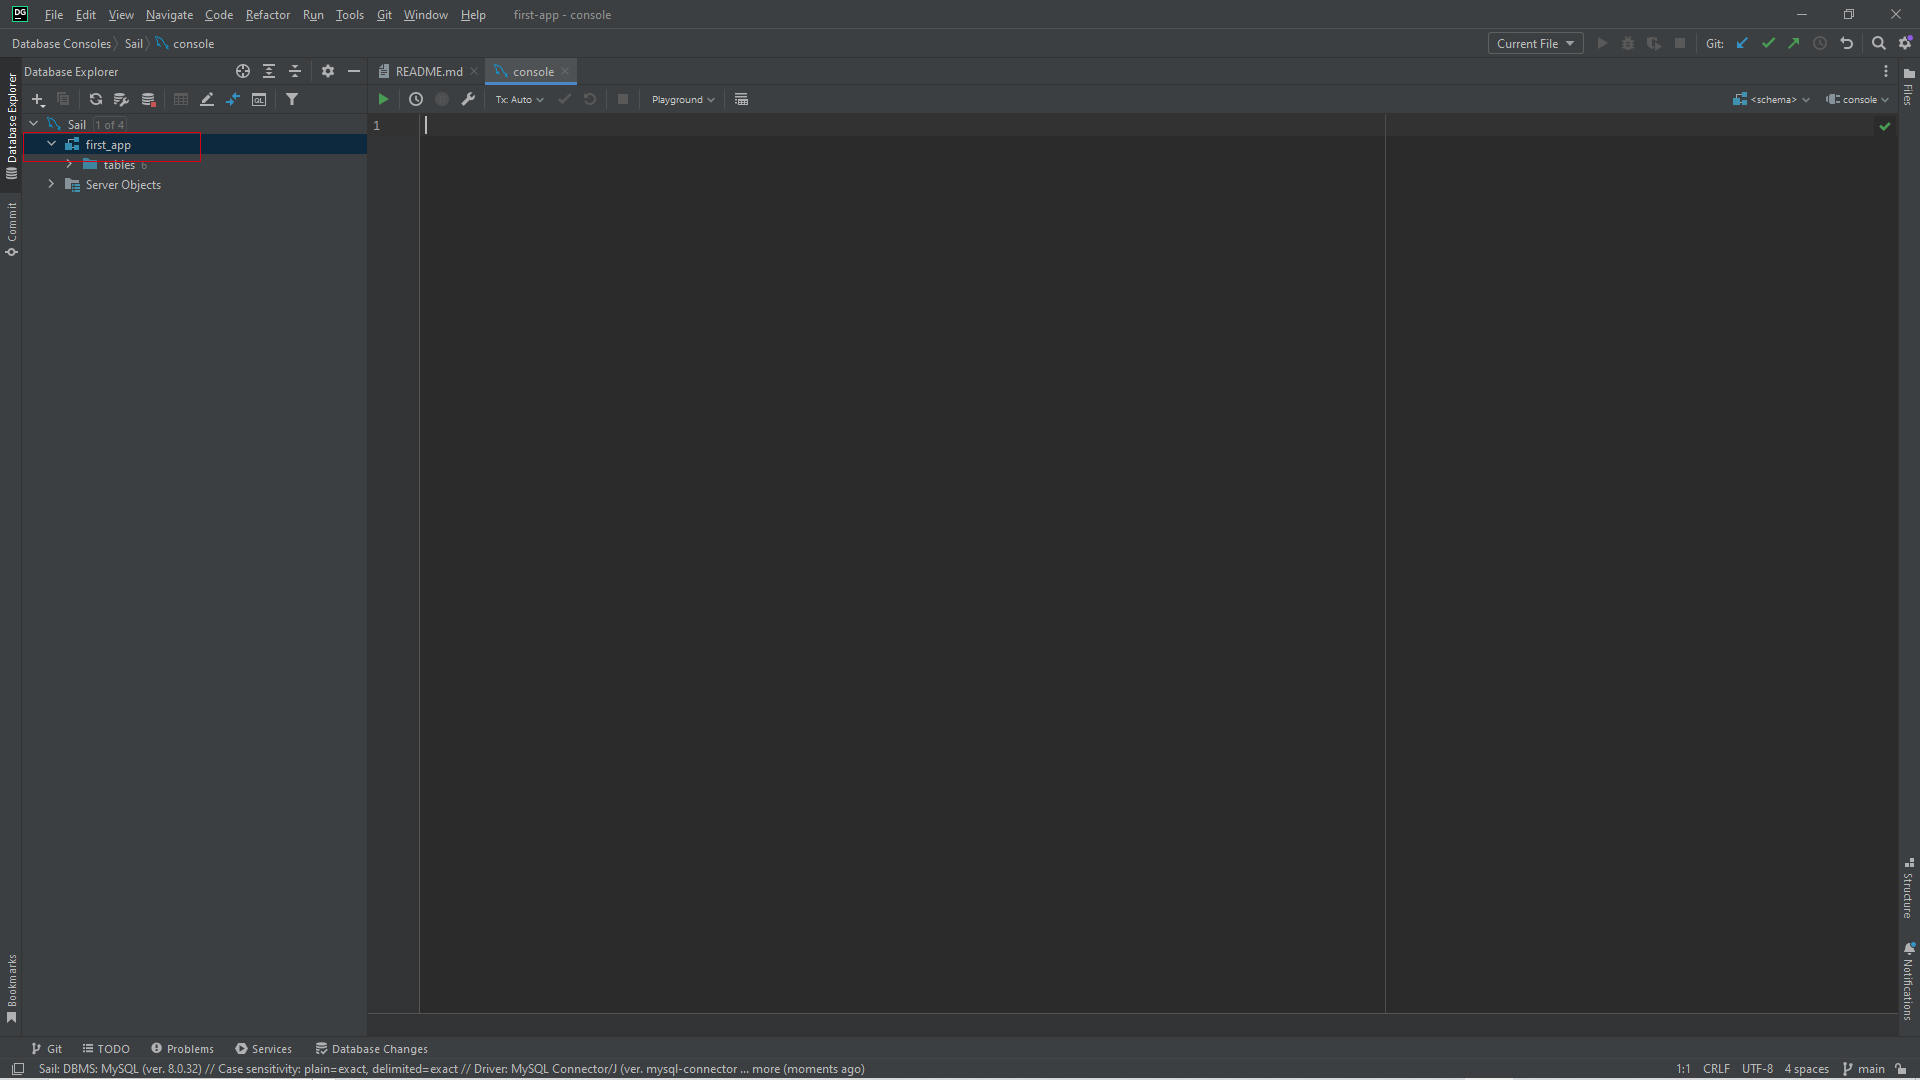 DG File Edit View Navigate Code Refactor Run Tools Git Window Help first-app - console
Database Consoles Sail console Current File Git:
Database Explorer README.md console
Tx: Auto Playground <schema> console
QL
Sail 1 of 4
first_app
tables 6
Server Objects
1
Database Explorer
Commit
Bookmarks
Files
Structure
Notifications
Git TODO Problems Services Database Changes
Sail: DBMS: MySQL (ver. 8.0.32) // Case sensitivity: plain=exact, delimited=exact // Driver: MySQL Connector/J (ver. mysql-connector ... more (moments ago) 1:1 CRLF UTF-8 4 spaces main